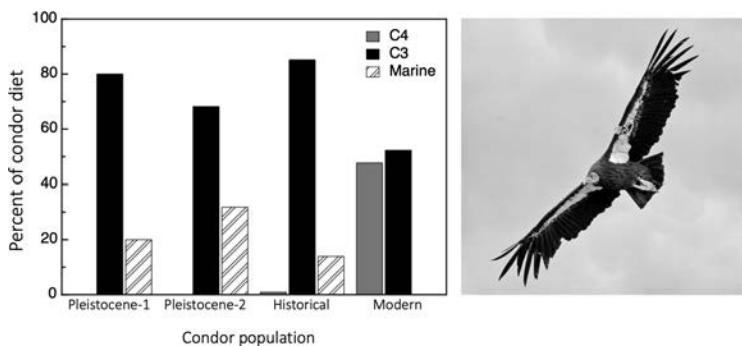 100
80
60
40
20
0
Percent of condor diet
C4
C3
Marine
Pleistocene-1 Pleistocene-2 Historical Modern
Condor population